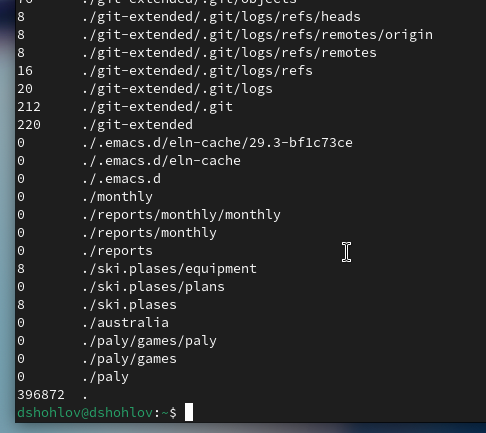 8 ./git-extended/.git/logs/refs/heads
8 ./git-extended/.git/logs/refs/remotes/origin
8 ./git-extended/.git/logs/refs/remotes
16 ./git-extended/.git/logs/refs
20 ./git-extended/.git/logs
212 ./git-extended/.git
220 ./git-extended
0 ./.emacs.d/eln-cache/29.3-bf1c73ce
0 ./.emacs.d/eln-cache
0 ./.emacs.d
0 ./monthly
0 ./reports/monthly/monthly
0 ./reports/monthly
0 ./reports
8 ./ski.plases/equipment
0 ./ski.plases/plans
8 ./ski.plases
0 ./australia
0 ./paly/games/paly
0 ./paly/games
0 ./paly
396872 .
dshohlov@dshohlov:~$